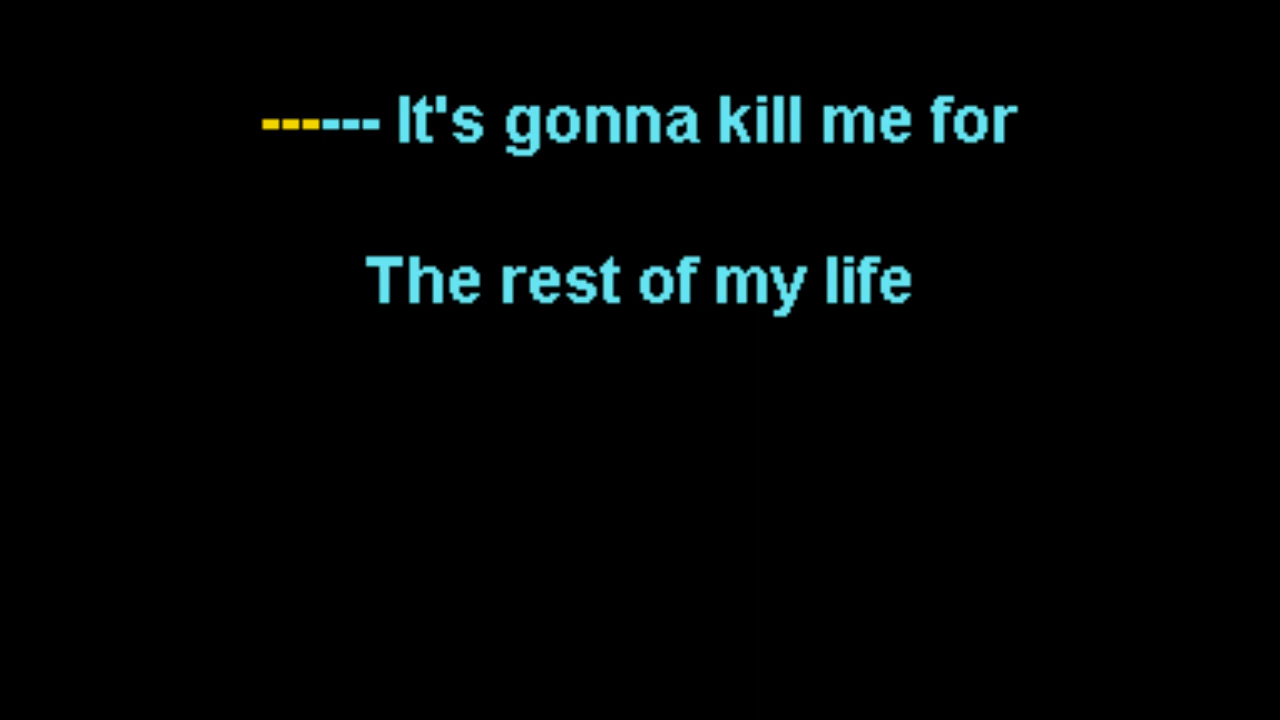 ------ It's gonna kill me for
The rest of my life